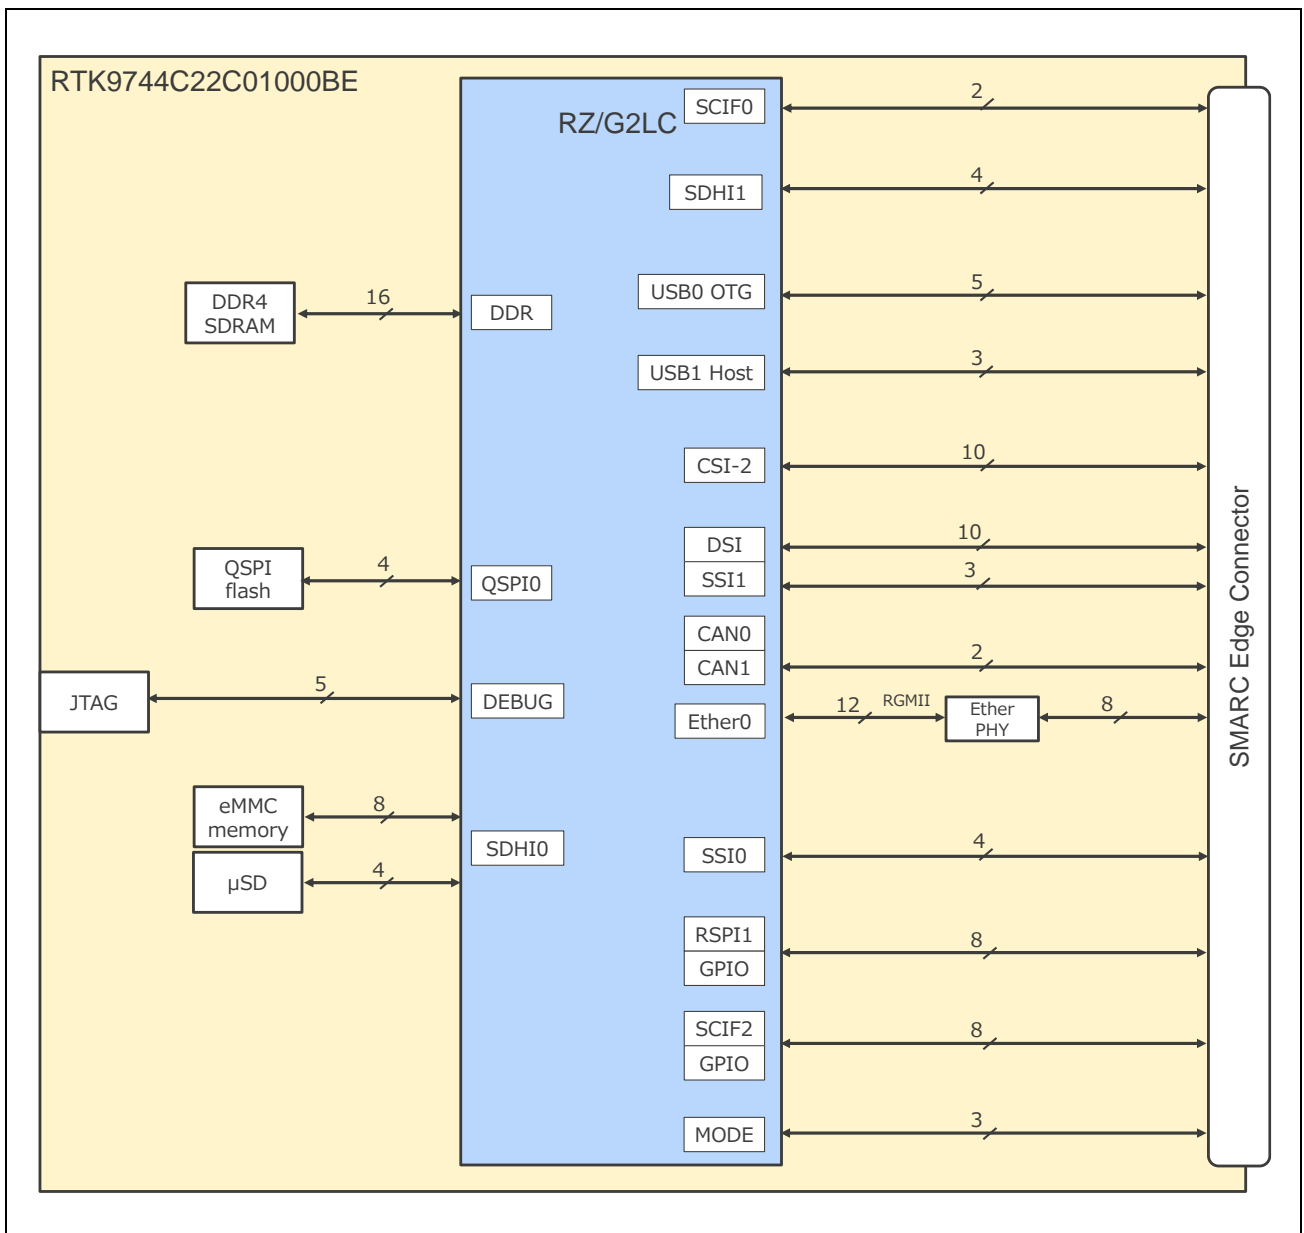 RTK9744C22C01000BE
RZ/G2LC
SCIF0
2
SDHI1
4
USB0 OTG
5
DDR4
SDRAM
16
DDR
USB1 Host
3
CSI-2
10
DSI
10
SSI1
3
QSPI
flash
4
QSPI0
CAN0
CAN1
2
JTAG
5
DEBUG
Ether0
12
RGMII
Ether
PHY
8
SMARC Edge Connector
eMMC
memory
8
SDHI0
µSD
4
SSI0
4
RSPI1
GPIO
8
SCIF2
GPIO
8
MODE
3